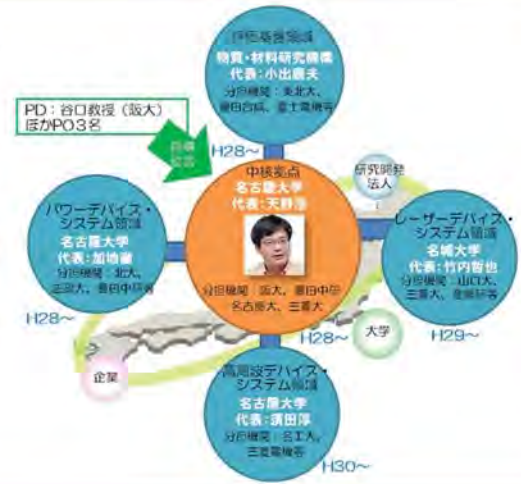 評価基盤領域
物質・材料研究機構
代表：小出康夫
分担機関：東北大、
豊田合成、富士電機等
PD：谷口教授（阪大）
ほかPO３名
H28～
中核拠点
名古屋大学
代表：天野浩
分担機関：阪大、豊田中研
名古屋大、三重大
H28～
研究開発
法人
パワーデバイス・
システム領域
名古屋大学
代表：加地徹
分担機関：北大、
法政大、豊田中研等
H28～
レーザーデバイス・
システム領域
名城大学
代表：竹内哲也
分担機関：山口大、
三重大、産総研等
H29～
大学
企業
高周波デバイス・
システム領域
名古屋大学
代表：須田淳
分担機関：名工大、
三菱電機等
H30～